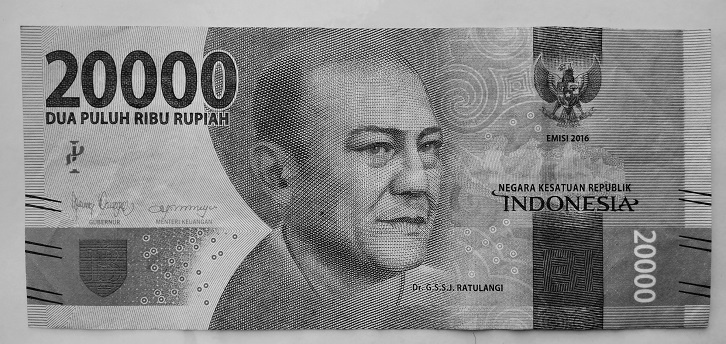 20000
DUA PULUH RIBU RUPIAH
EMISI 2016
NEGARA KESATUAN REPUBLIK
INDONESIA
GUBERNUR
MENTERI KEUANGAN
20000
Dr. G.S.S.J. RATULANGI